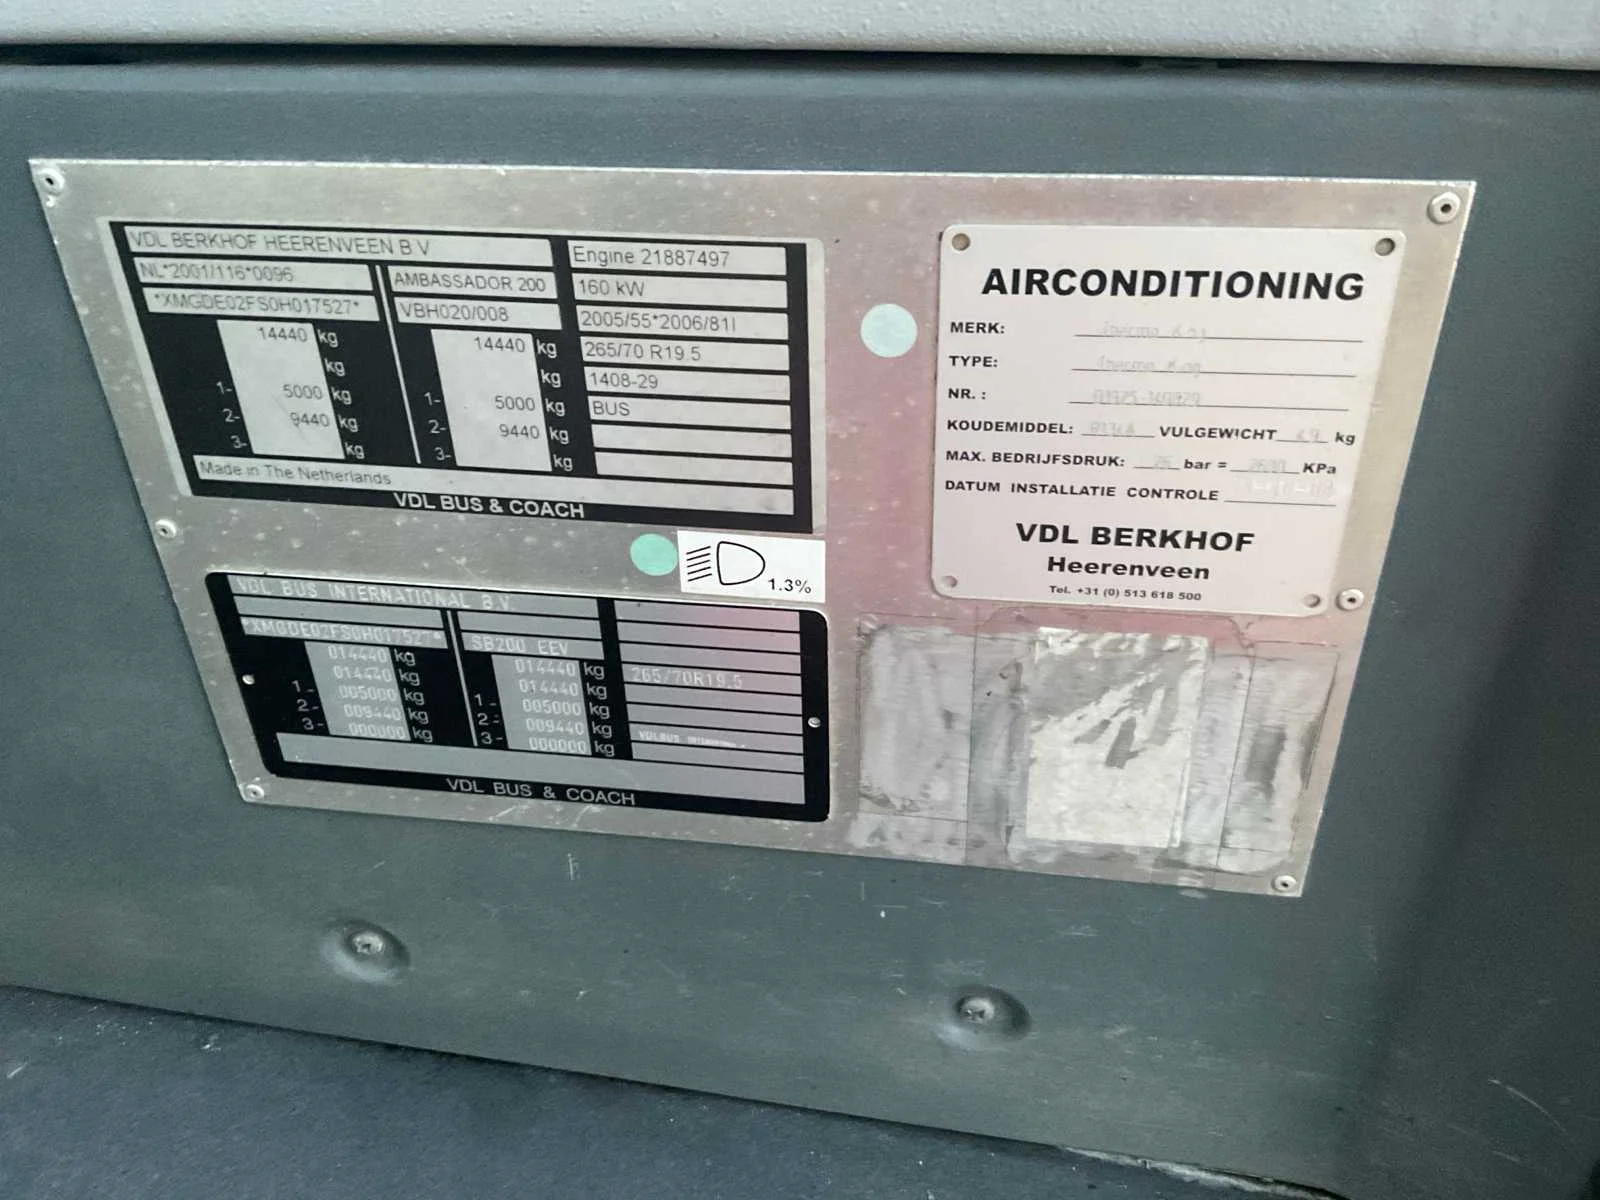 VDL BERKHOF HEERENVEEN B V
NL*2001/116*0096
*XMGDE02FS0H017527*
14440 kg
kg
1- 5000 kg
2- 9440 kg
3- kg
AMBASSADOR 200
VBH020/008
14440 kg
kg
1- 5000 kg
2- 9440 kg
3- kg
Engine 21887497
160 kW
2005/55*2006/81I
265/70 R19.5
1408-29
BUS
Made in The Netherlands
VDL BUS & COACH
1.3%
VDL BUS INTERNATIONAL B.V.
*XMGDE02FS0H017527*
014440 kg
014440 kg
1- 005000 kg
2- 009440 kg
3- 000000 kg
SB200 EEV
014440 kg
014440 kg
1- 005000 kg
2- 009440 kg
3- 000000 kg
265/70R19.5
VDLBUS
VDL BUS & COACH
AIRCONDITIONING
MERK:
TYPE:
NR. :
KOUDEMIDDEL: VULGEWICHT kg
MAX. BEDRIJFSDRUK: bar = KPa
DATUM INSTALLATIE CONTROLE
VDL BERKHOF
Heerenveen
Tel. +31 (0) 513 618 500